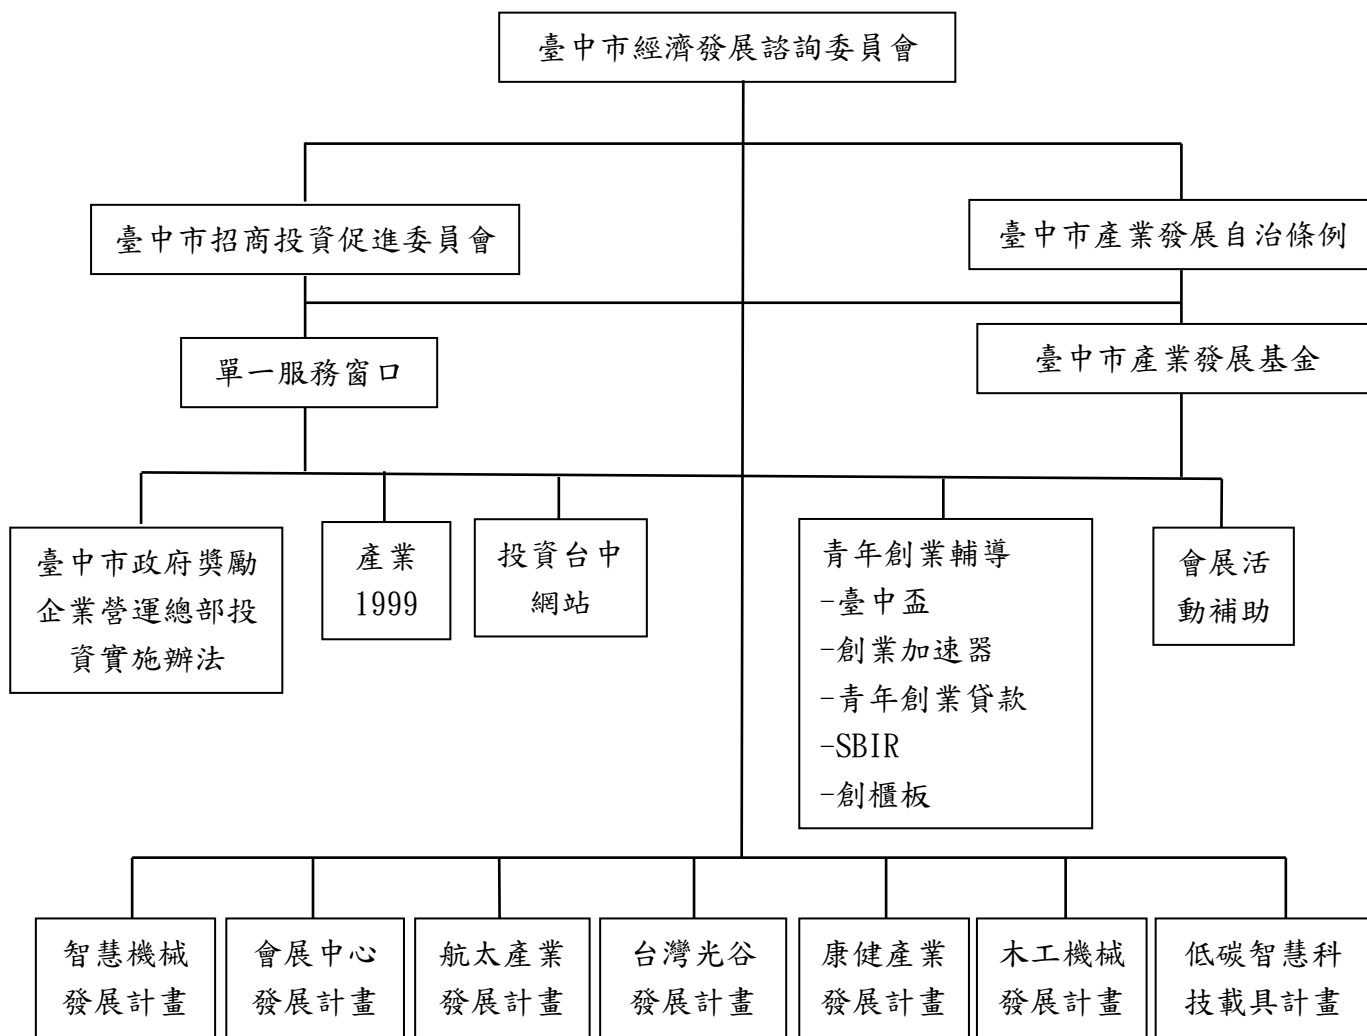 臺中市經濟發展諮詢委員會
臺中市招商投資促進委員會
臺中市產業發展自治條例
單一服務窗口
臺中市產業發展基金
臺中市政府獎勵
企業營運總部投
資實施辦法
產業
1999
投資台中
網站
青年創業輔導
-臺中盃
-創業加速器
-青年創業貸款
-SBIR
-創櫃板
會展活
動補助
智慧機械
發展計畫
會展中心
發展計畫
航太產業
發展計畫
台灣光谷
發展計畫
康健產業
發展計畫
木工機械
發展計畫
低碳智慧科
技載具計畫